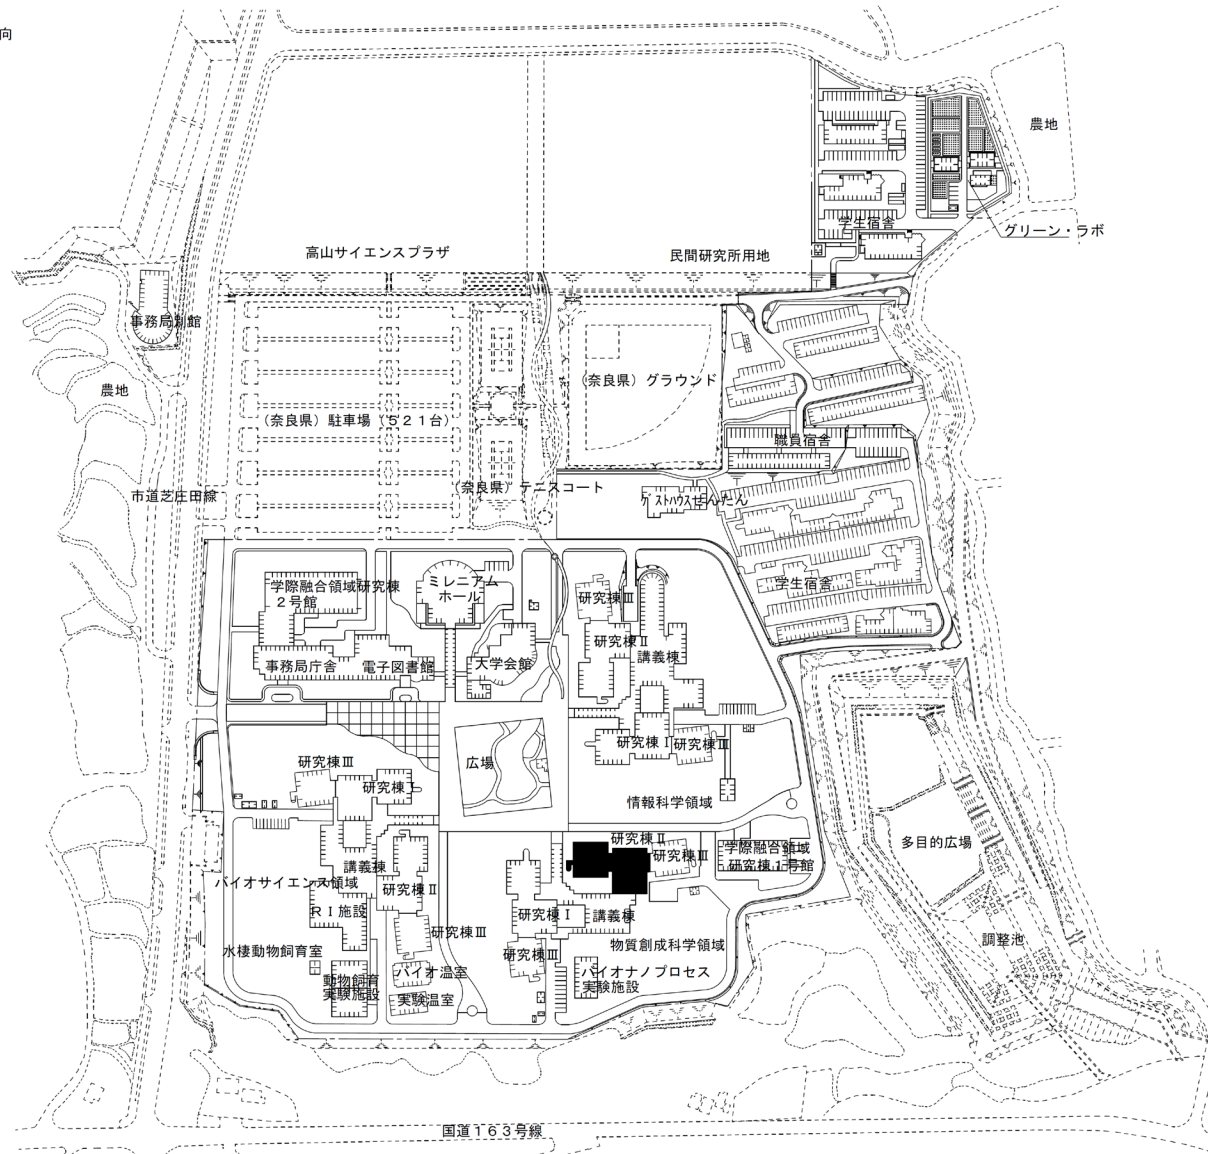 向
農地
学生宿舎
グリーン・ラボ
高山サイエンスプラザ
民間研究所用地
事務局別館
農地
(奈良県)グラウンド
(奈良県)駐車場(521台)
職員宿舎
市道芝庄田線
(奈良県)テニスコート
ゲストハウスせんたん
学際融合領域研究棟
2号館
ミレニアム
ホール
研究棟Ⅲ
学生宿舎
研究棟Ⅱ
講義棟
事務局庁舎
電子図書館
大学会館
研究棟Ⅰ
研究棟Ⅲ
研究棟Ⅲ
広場
研究棟Ⅰ
情報科学領域
研究棟Ⅱ
多目的広場
学際融合領域
研究棟1号館
研究棟Ⅲ
講義棟
バイオサイエンス領域
研究棟Ⅱ
RI施設
研究棟Ⅰ
講義棟
研究棟Ⅲ
物質創成科学領域
調整池
水棲動物飼育室
研究棟Ⅲ
バイオ温室
バイオナノプロセス
実験施設
動物飼育
実験施設
実験温室
国道163号線